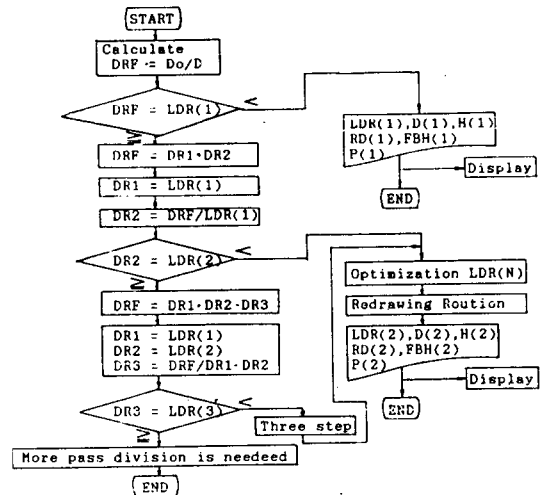 START
Calculate
DRF = Do/D
DRF = LDR(1)
<
≥
LDR(1),D(1),H(1)
RD(1),FBH(1)
P(1)
Display
END
DRF = DR1·DR2
DR1 = LDR(1)
DR2 = DRF/LDR(1)
DR2 = LDR(2)
<
≥
Optimization LDR(N)
Redrawing Roution
LDR(2),D(2),H(2)
RD(2),FBH(2)
P(2)
Display
END
DRF = DR1·DR2·DR3
DR1 = LDR(1)
DR2 = LDR(2)
DR3 = DRF/DR1·DR2
DR3 = LDR(3)
<
≥
Three step
More pass division is needeed
END